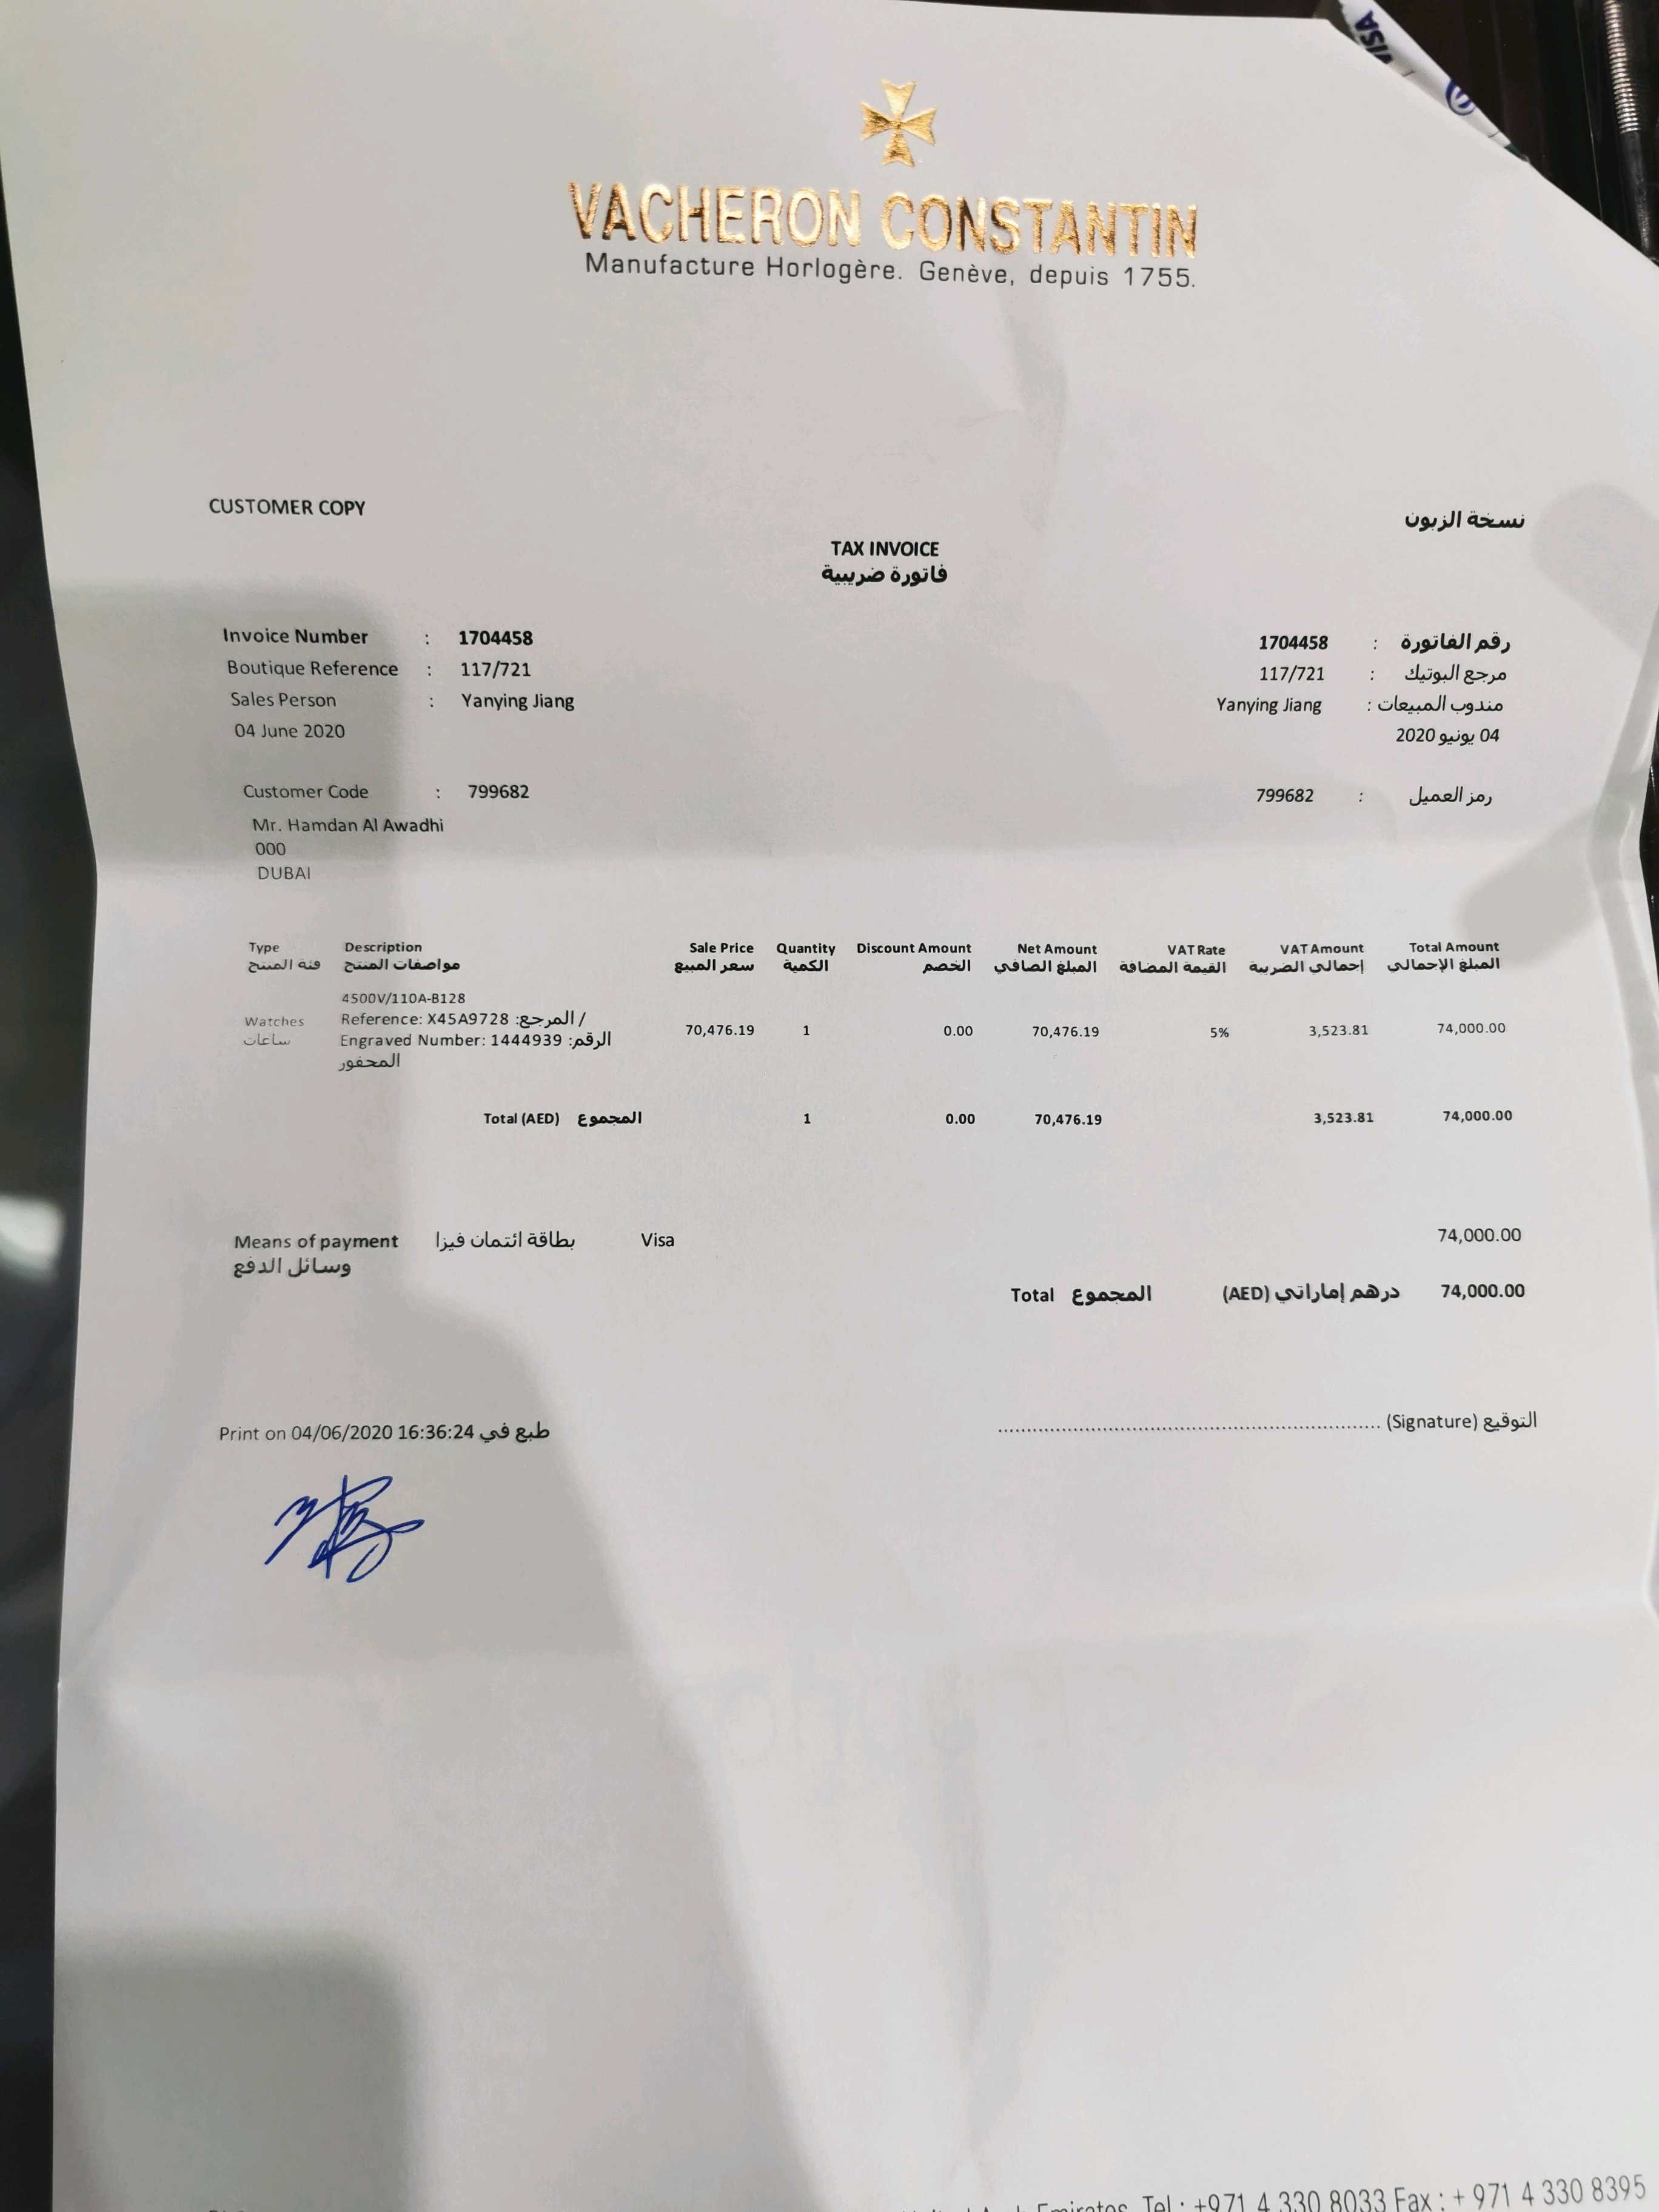 VISA
VACHERON CONSTANTIN
Manufacture Horlogère. Genève, depuis 1755.
CUSTOMER COPY نسخة الزبون
TAX INVOICE
فاتورة ضريبية
Invoice Number : 1704458 1704458 : رقم الفاتورة
Boutique Reference : 117/721 117/721 : مرجع البوتيك
Sales Person : Yanying Jiang Yanying Jiang : مندوب المبيعات
04 June 2020 04 يونيو 2020
Customer Code : 799682 799682 : رمز العميل
Mr. Hamdan Al Awadhi
000
DUBAI
Type Description Sale Price Quantity Discount Amount Net Amount VAT Rate VAT Amount Total Amount
فئة المنتج مواصفات المنتج سعر المبيع الكمية الخصم المبلغ الصافي القيمة المضافة إجمالي الضريبة المبلغ الإجمالي
4500V/110A-B128
Watches Reference: X45A9728 :المرجع / 70,476.19 1 0.00 70,476.19 5% 3,523.81 74,000.00
ساعات Engraved Number: 1444939 :الرقم
المحفور
Total (AED) المجموع 1 0.00 70,476.19 3,523.81 74,000.00
Means of payment بطاقة ائتمان فيزا Visa 74,000.00
وسائل الدفع
Total المجموع درهم إماراتي (AED) 74,000.00
Print on 04/06/2020 16:36:24 طبع في
التوقيع (Signature)
Emirates. Tel : +971 4 330 8033 Fax : + 971 4 330 8395